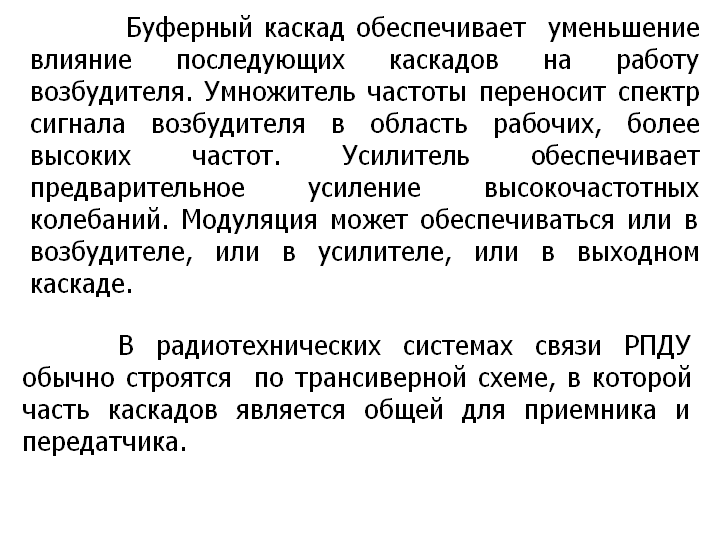 Буферный каскад обеспечивает уменьшение
влияние последующих каскадов на работу
возбудителя. Умножитель частоты переносит спектр
сигнала возбудителя в область рабочих, более
высоких частот. Усилитель обеспечивает
предварительное усиление высокочастотных
колебаний. Модуляция может обеспечиваться или в
возбудителе, или в усилителе, или в выходном
каскаде.
В радиотехнических системах связи РПДУ
обычно строятся по трансиверной схеме, в которой
часть каскадов является общей для приемника и
передатчика.